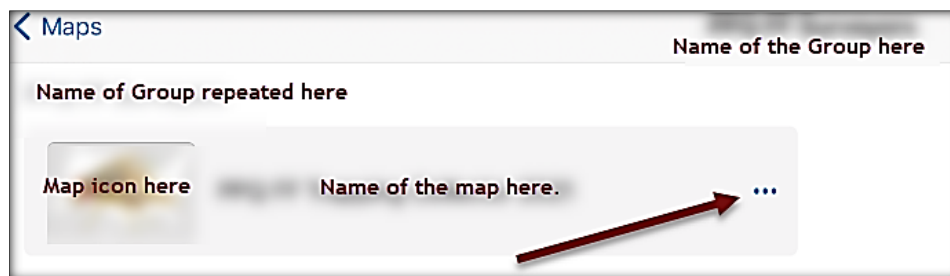 Maps
Name of the Group here
Name of Group repeated here
Map icon here
Name of the map here.